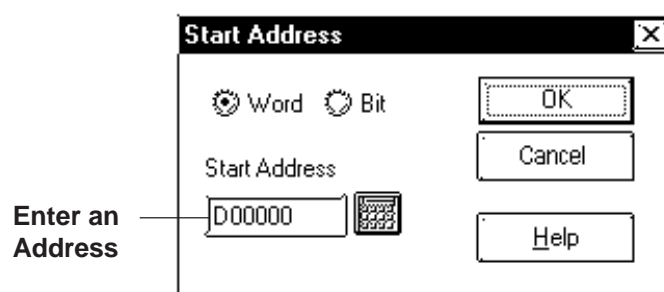 Start Address
Word Bit
OK
Cancel
Start Address
D00000
Enter an
Address
Help